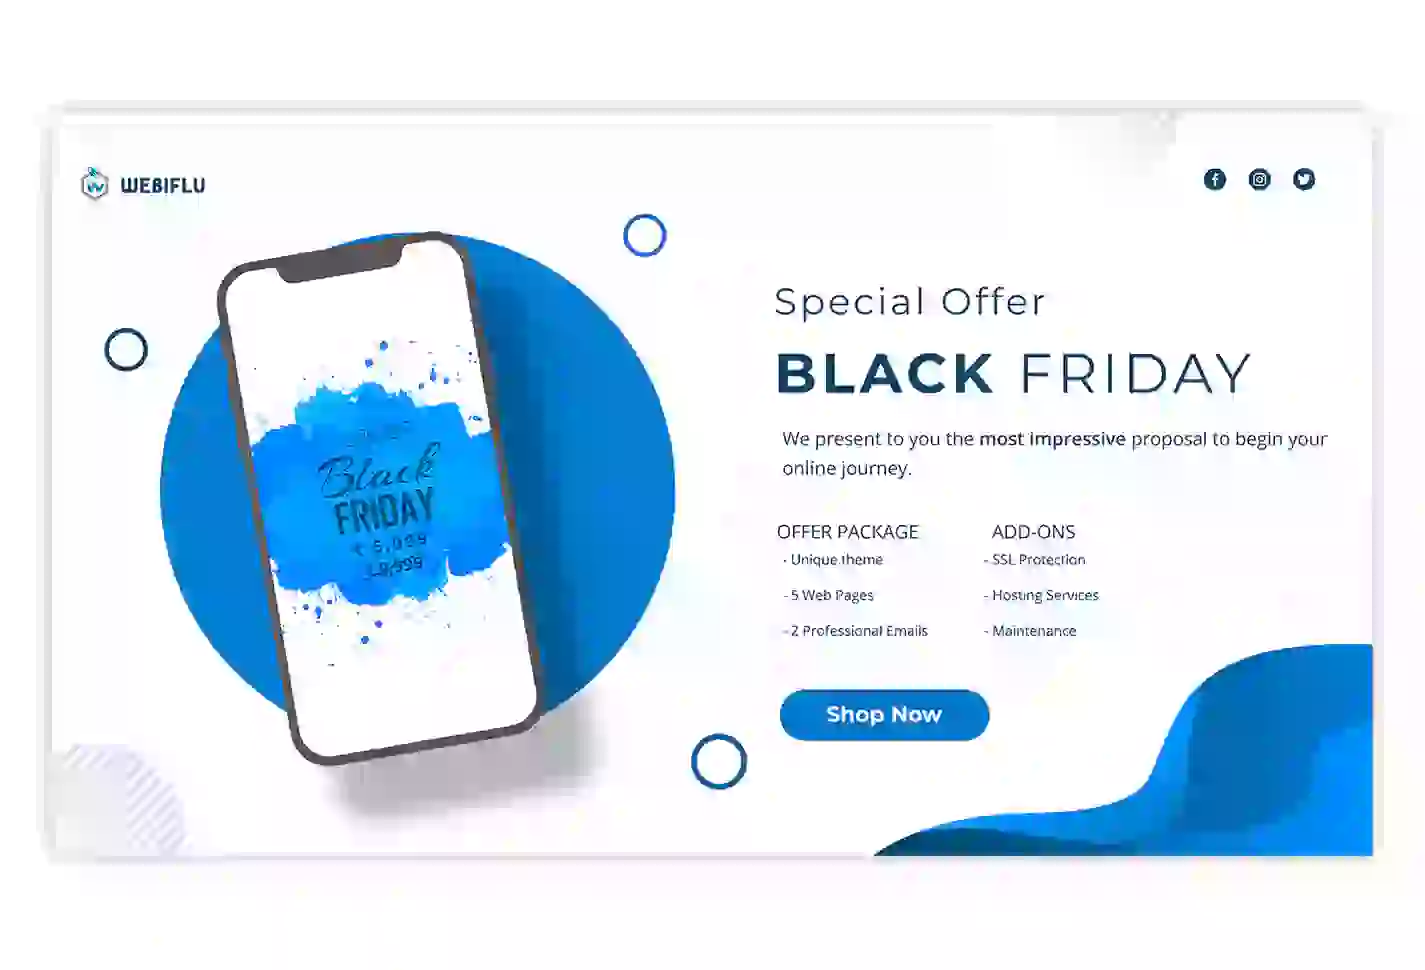 WEBIFLU
Special Offer
BLACK FRIDAY
We present to you the most impressive proposal to begin your
online journey.
OFFER PACKAGE
- Unique theme
- 5 Web Pages
- 2 Professional Emails
ADD-ONS
- SSL Protection
- Hosting Services
- Maintenance
Shop Now
Black
FRIDAY
₹ 5,999